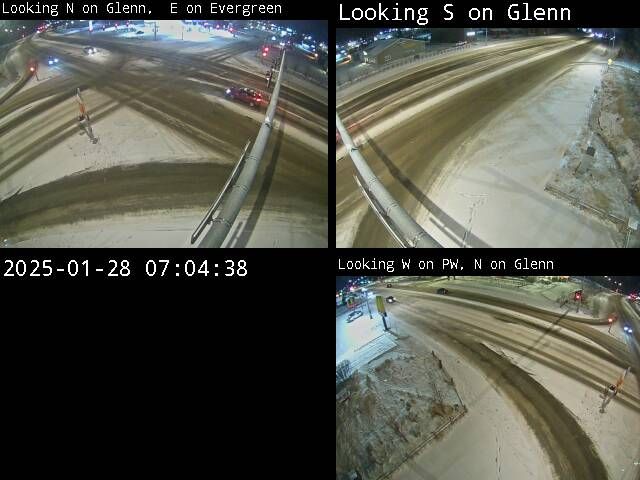 Looking N on Glenn,  E on Evergreen
Looking S on Glenn
2025-01-28 07:04:38
Looking W on PW, N on Glenn